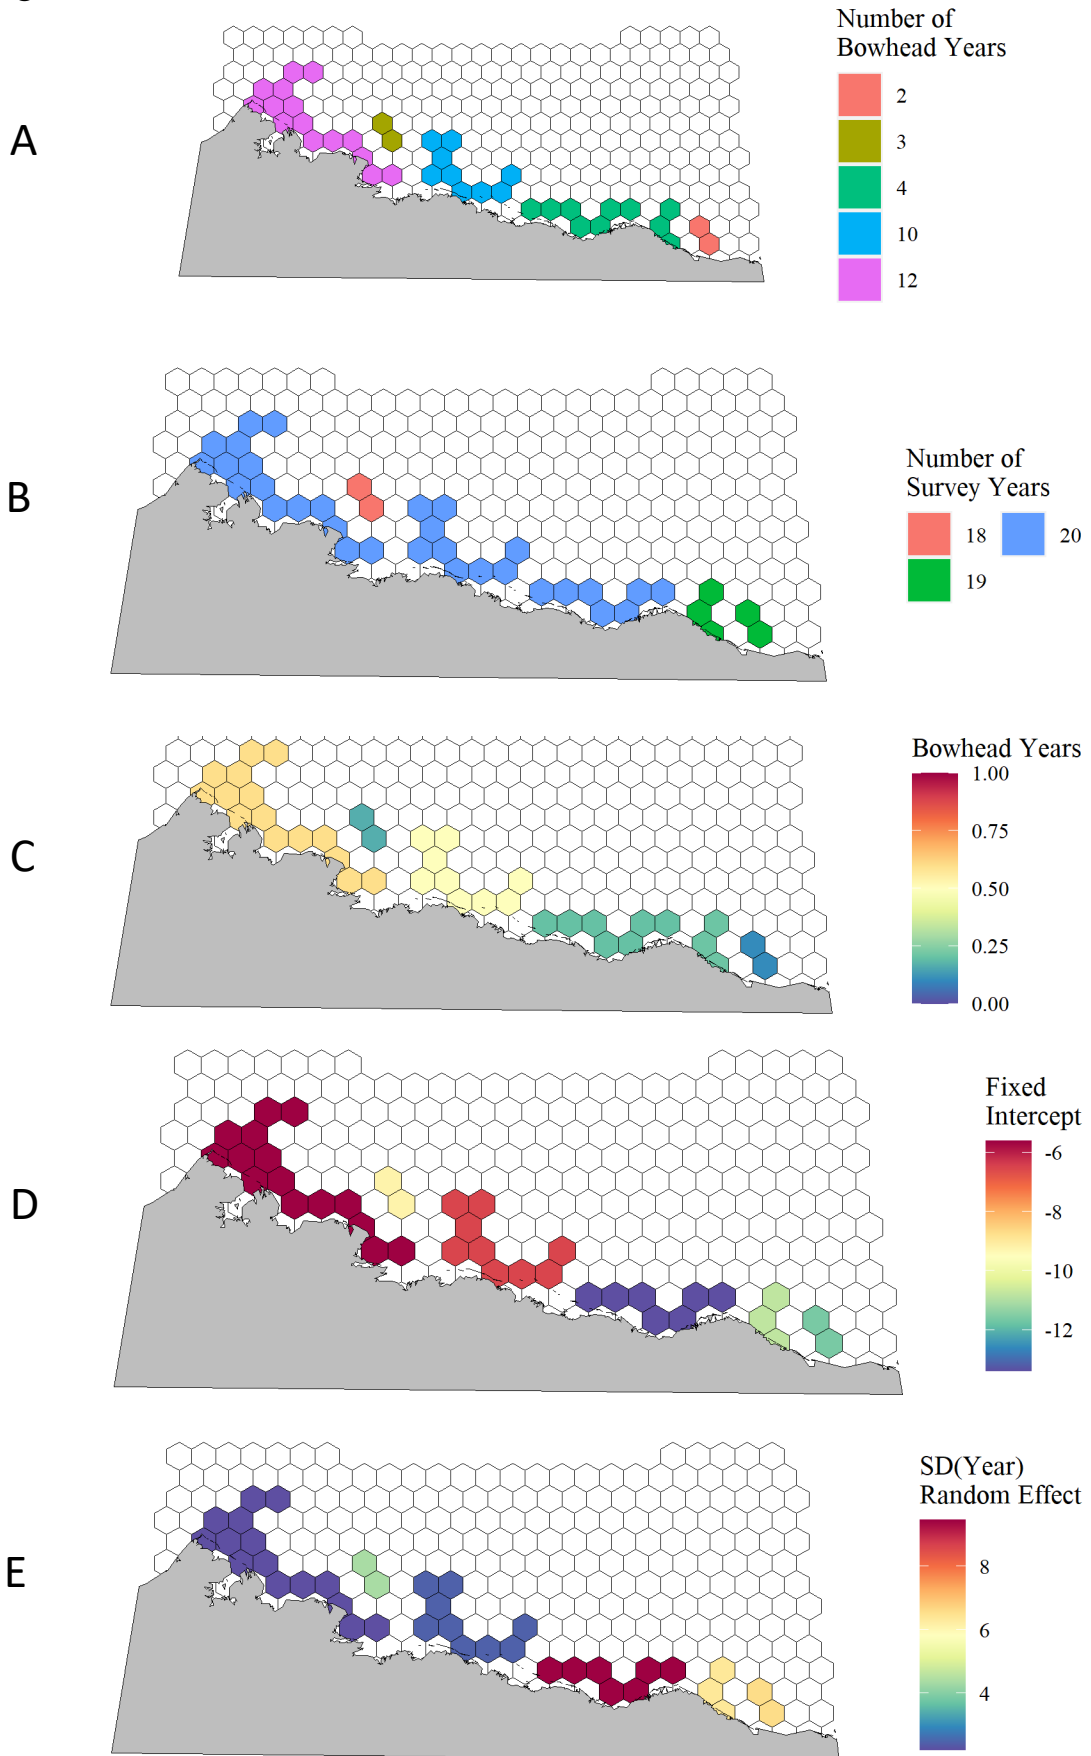 Number of
Bowhead Years
2
3
4
10
12
A
Number of
Survey Years
18
20
19
B
Bowhead Years
1.00
0.75
0.50
0.25
0.00
C
Fixed
Intercept
-6
-8
-10
-12
D
SD(Year)
Random Effect
8
6
4
E